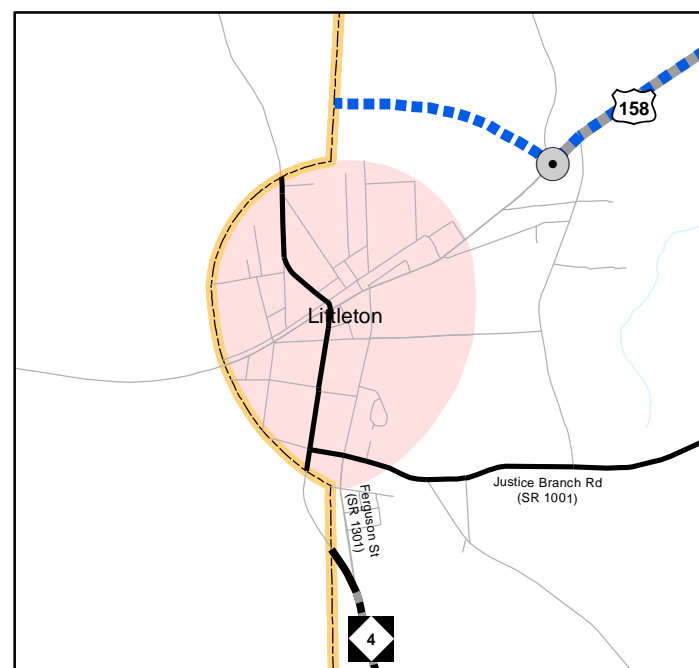 158
Littleton
Justice Branch Rd
(SR 1001)
Ferguson St
(SR 1301)
4